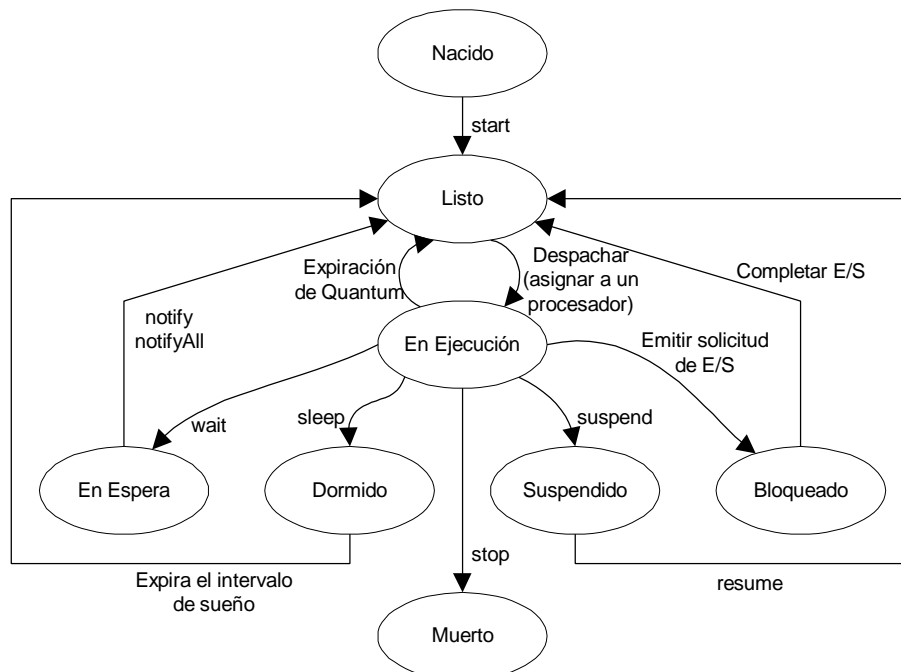 Nacido
start
Listo
Expiración
de Quantum
Despachar
(asignar a un
procesador)
Completar E/S
notify
notifyAll
En Ejecución
Emitir solicitud
de E/S
wait
sleep
suspend
En Espera
Dormido
Suspendido
Bloqueado
stop
Expira el intervalo
de sueño
resume
Muerto